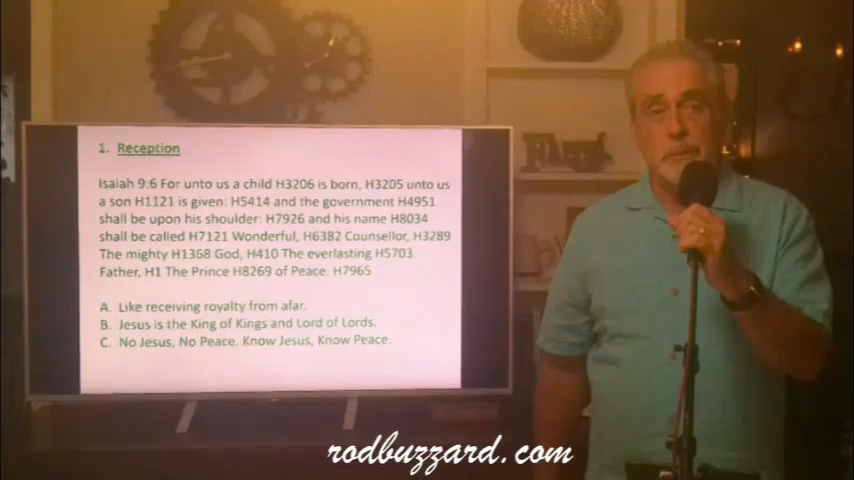 1. Reception
Isaiah 9:6 For unto us a child H3206 is born, H3205 unto us
a son H1121 is given: H5414 and the government H4951
shall be upon his shoulder: H7926 and his name H8034
shall be called H7121 Wonderful, H6382 Counsellor, H3289
The mighty H1368 God, H410 The everlasting H5703
Father, H1 The Prince H8269 of Peace. H7965
A. Like receiving royalty from afar.
B. Jesus is the King of Kings and Lord of Lords.
C. No Jesus, No Peace. Know Jesus, Know Peace.
rodbuzzard.com